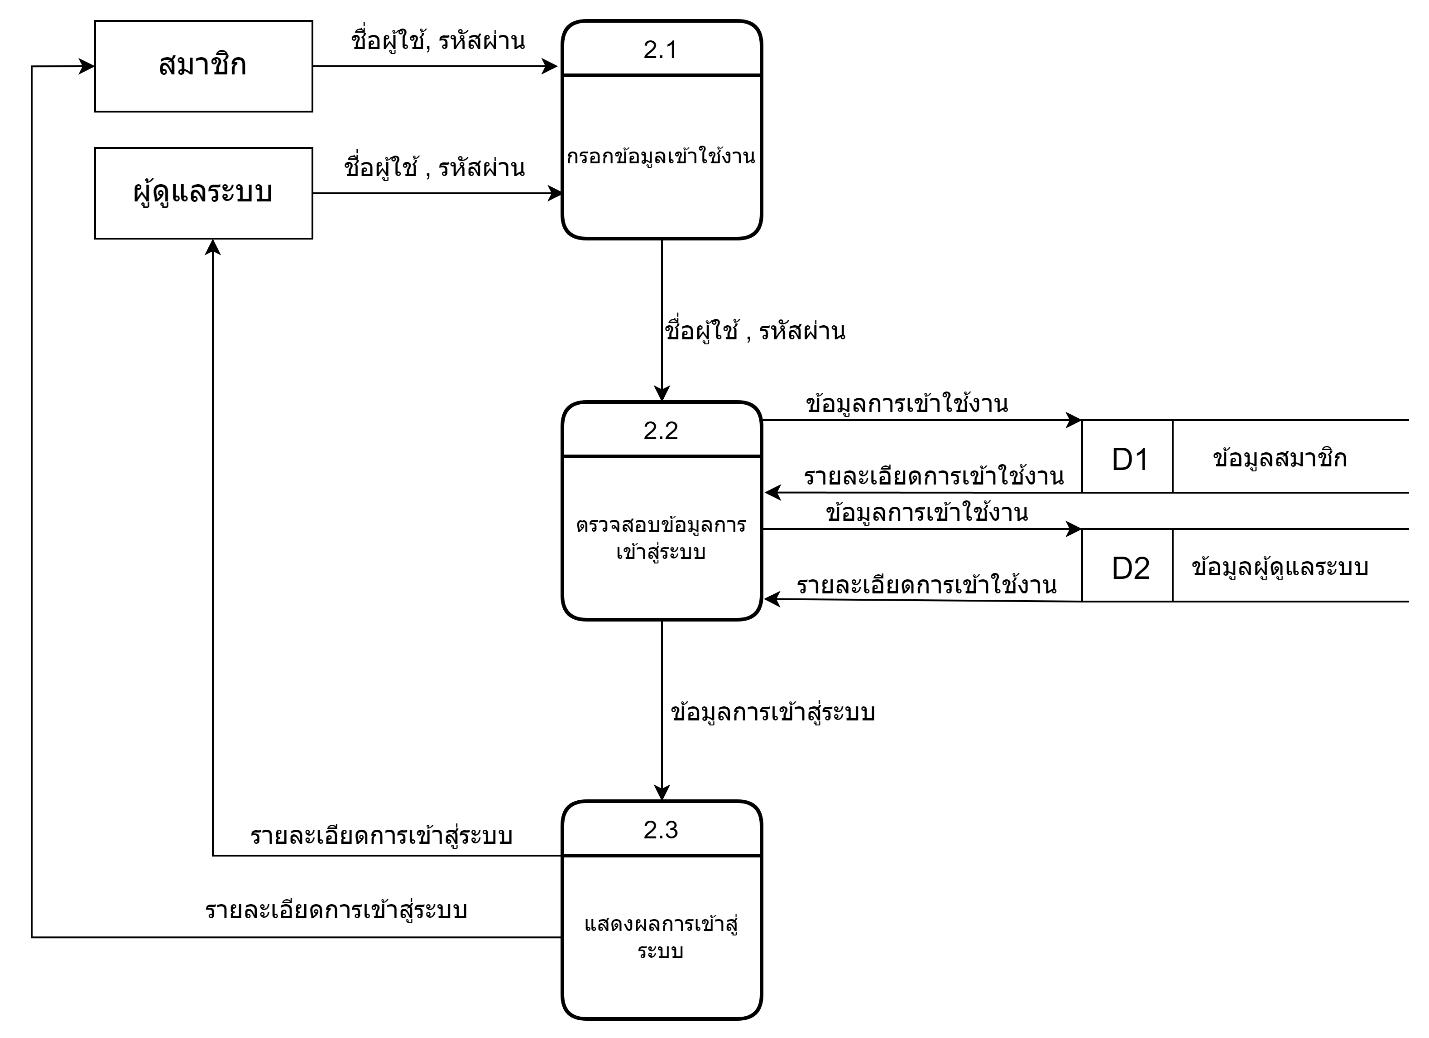 สมาชิก
ชื่อผู้ใช้, รหัสผ่าน
2.1
กรอกข้อมูลเข้าใช้งาน
ผู้ดูแลระบบ
ชื่อผู้ใช้ , รหัสผ่าน
ชื่อผู้ใช้ , รหัสผ่าน
2.2
ตรวจสอบข้อมูลการ
เข้าสู่ระบบ
ข้อมูลการเข้าใช้งาน
รายละเอียดการเข้าใช้งาน
D1
ข้อมูลสมาชิก
ข้อมูลการเข้าใช้งาน
รายละเอียดการเข้าใช้งาน
D2
ข้อมูลผู้ดูแลระบบ
ข้อมูลการเข้าสู่ระบบ
2.3
แสดงผลการเข้าสู่
ระบบ
รายละเอียดการเข้าสู่ระบบ
รายละเอียดการเข้าสู่ระบบ